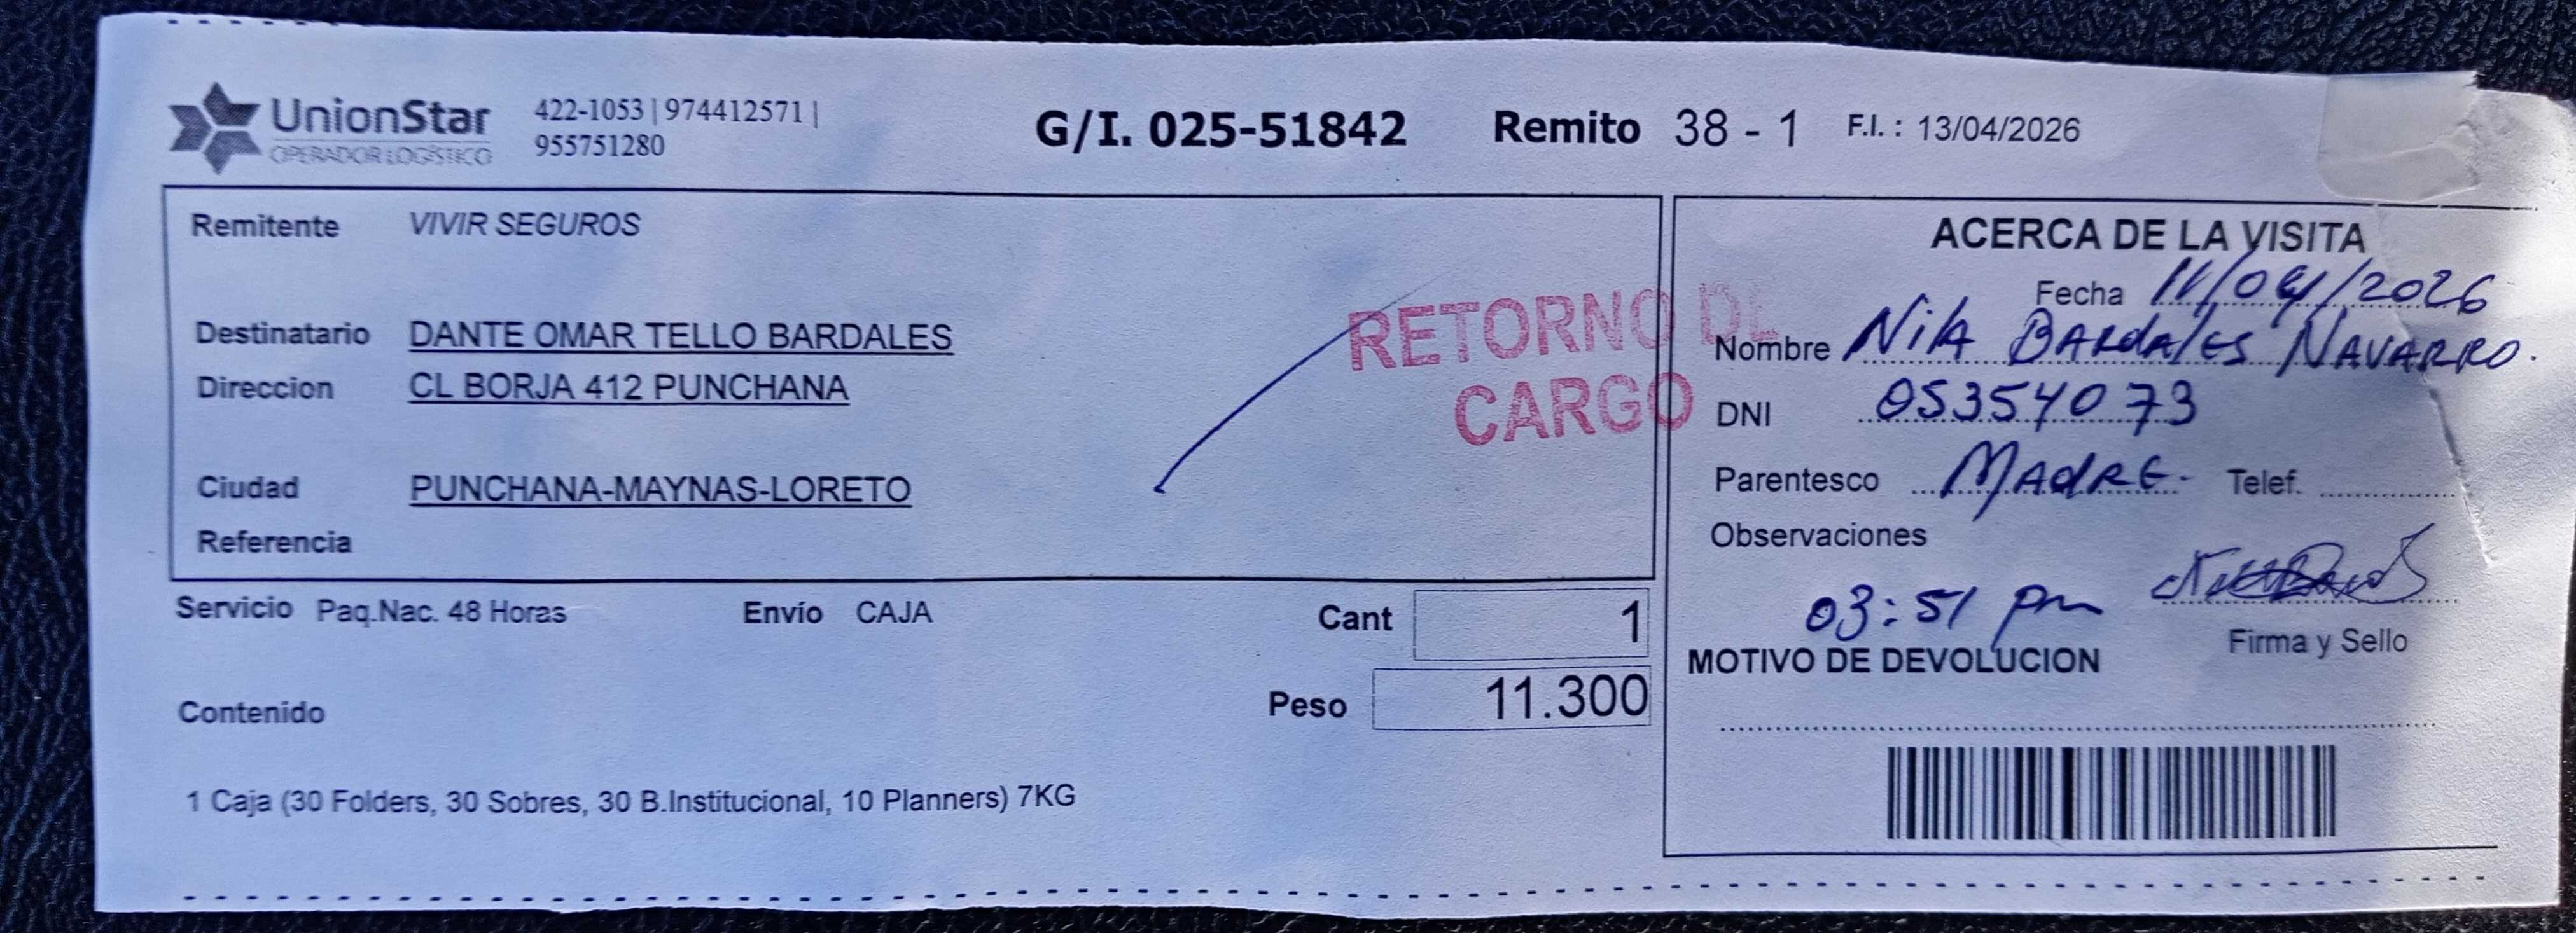 UnionStar
OPERADOR LOGÍSTICO
422-1053 | 974412571 |
955751280
G/I. 025-51842
Remito 38 - 1
F.I. : 13/04/2026
Remitente VIVIR SEGUROS
Destinatario DANTE OMAR TELLO BARDALES
Direccion CL BORJA 412 PUNCHANA
Ciudad PUNCHANA-MAYNAS-LORETO
Referencia
RETORNO DE
CARGO
Servicio Paq.Nac. 48 Horas Envío CAJA Cant 1
Peso 11.300
Contenido
1 Caja (30 Folders, 30 Sobres, 30 B.Institucional, 10 Planners) 7KG
ACERCA DE LA VISITA
Fecha /04/2026
Nombre Nila Bardales Navarro.
DNI 05354073
Parentesco Madre. Telef.
Observaciones
03:51 pm
Firma y Sello
MOTIVO DE DEVOLUCION